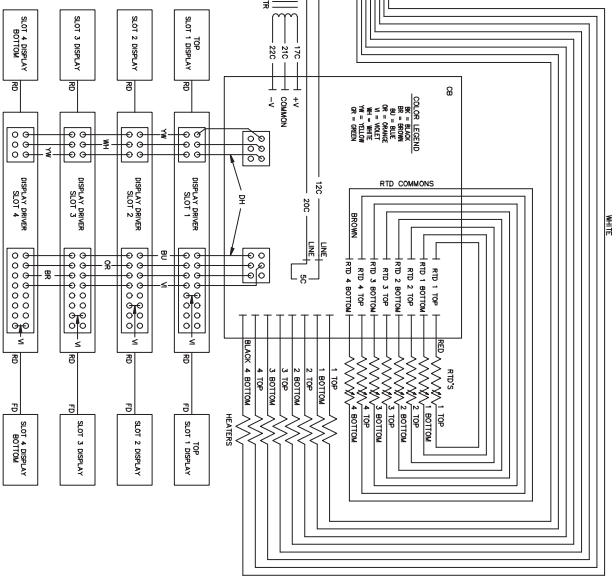 WHITE
CB
COLOR LEGEND
BK = BLACK
BR = BROWN
BU = BLUE
OR = ORANGE
VI = VIOLET
WH = WHITE
YW = YELLOW
GR = GREEN
TR
17C
21C
22C
+V
COMMON
-V
RTD COMMONS
BROWN
RTD 1 TOP
RTD 1 BOTTOM
RTD 2 TOP
RTD 2 BOTTOM
RTD 3 TOP
RTD 3 BOTTOM
RTD 4 TOP
RTD 4 BOTTOM
RED
RTD'S
1 TOP
1 BOTTOM
2 TOP
2 BOTTOM
3 TOP
3 BOTTOM
4 TOP
4 BOTTOM
12C
20C
LINE
LINE
5C
1 TOP
1 BOTTOM
2 TOP
2 BOTTOM
3 TOP
3 BOTTOM
4 TOP
BLACK 4 BOTTOM
HEATERS
DH
TOP
SLOT 1 DISPLAY
RD
YW
DISPLAY DRIVER
SLOT 1
BU
VI
RD
FD
TOP
SLOT 1 DISPLAY
SLOT 2 DISPLAY
RD
WH
DISPLAY DRIVER
SLOT 2
OR
VI
RD
FD
SLOT 2 DISPLAY
SLOT 3 DISPLAY
RD
YW
DISPLAY DRIVER
SLOT 3
BR
VI
RD
FD
SLOT 3 DISPLAY
SLOT 4 DISPLAY
BOTTOM
RD
DISPLAY DRIVER
SLOT 4
VI
RD
FD
SLOT 4 DISPLAY
BOTTOM
VI